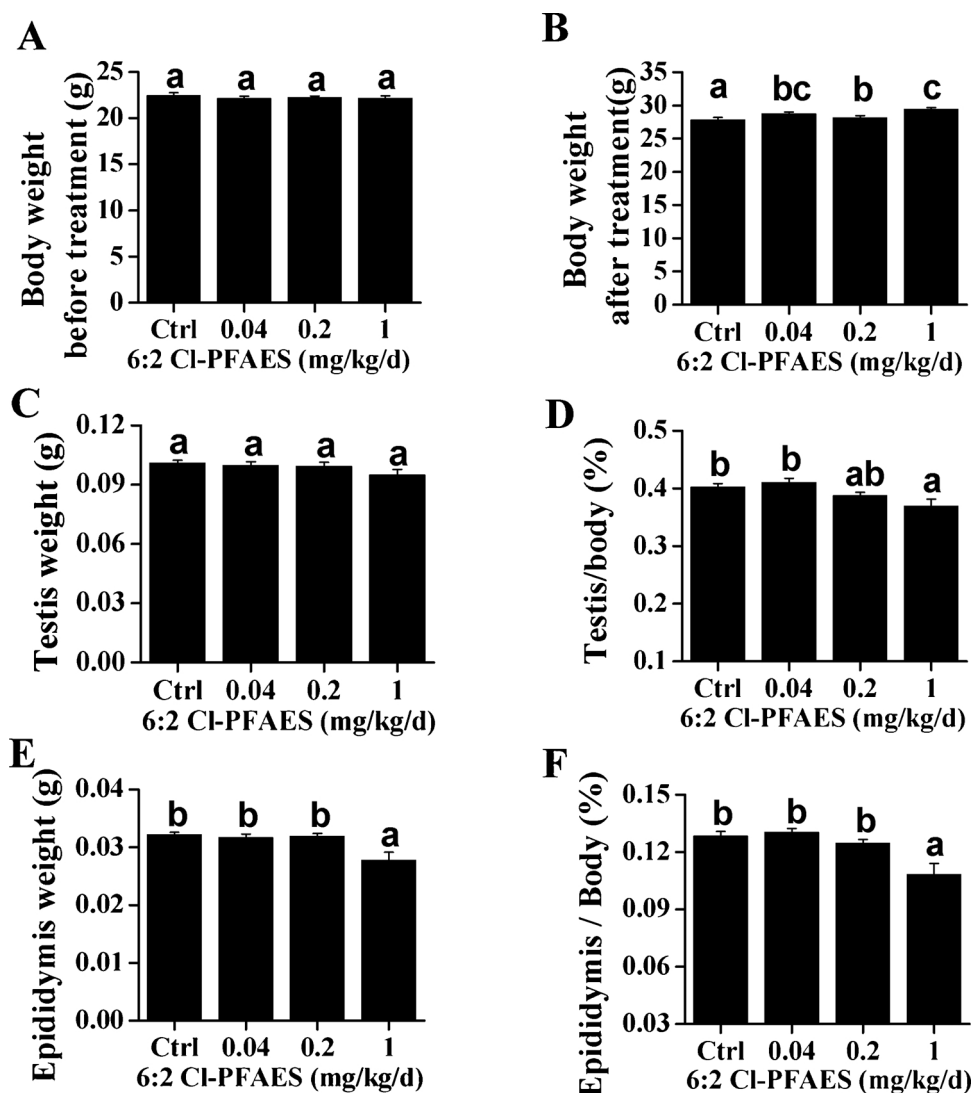 A
Body weight
before treatment (g)
25
20
15
10
5
0
a a a a
Ctrl 0.04 0.2 1
6:2 Cl-PFAES (mg/kg/d)
B
Body weight
after treatment(g)
35
30
25
20
15
10
5
0
a bc b c
Ctrl 0.04 0.2 1
6:2 Cl-PFAES (mg/kg/d)
C
Testis weight (g)
0.12
0.09
0.06
0.03
0.00
a a a a
Ctrl 0.04 0.2 1
6:2 Cl-PFAES (mg/kg/d)
D
Testis/body (%)
0.5
0.4
0.3
0.2
0.1
b b ab a
Ctrl 0.04 0.2 1
6:2 Cl-PFAES (mg/kg/d)
E
Epididymis weight (g)
0.04
0.03
0.02
0.01
0.00
b b b a
Ctrl 0.04 0.2 1
6:2 Cl-PFAES (mg/kg/d)
F
Epididymis / Body (%)
0.15
0.12
0.09
0.06
0.03
b b b a
Ctrl 0.04 0.2 1
6:2 Cl-PFAES (mg/kg/d)